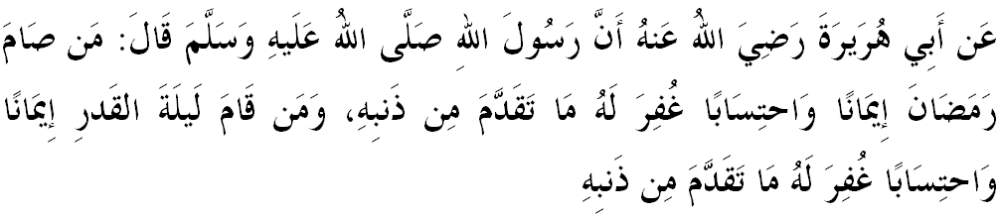 عَن أَبِي هُرَيرَةَ رَضِيَ اللهُ عَنهُ أَنَّ رَسُولَ اللهِ صَلَّى اللهُ عَلَيهِ وَسَلَّمَ قَالَ: مَن صَامَ
رَمَضَانَ إِيمَانًا وَاحتِسَابًا غُفِرَ لَهُ مَا تَقَدَّمَ مِن ذَنبِهِ، وَمَن قَامَ لَيلَةَ القَدرِ إِيمَانًا
وَاحتِسَابًا غُفِرَ لَهُ مَا تَقَدَّمَ مِن ذَنبِهِ